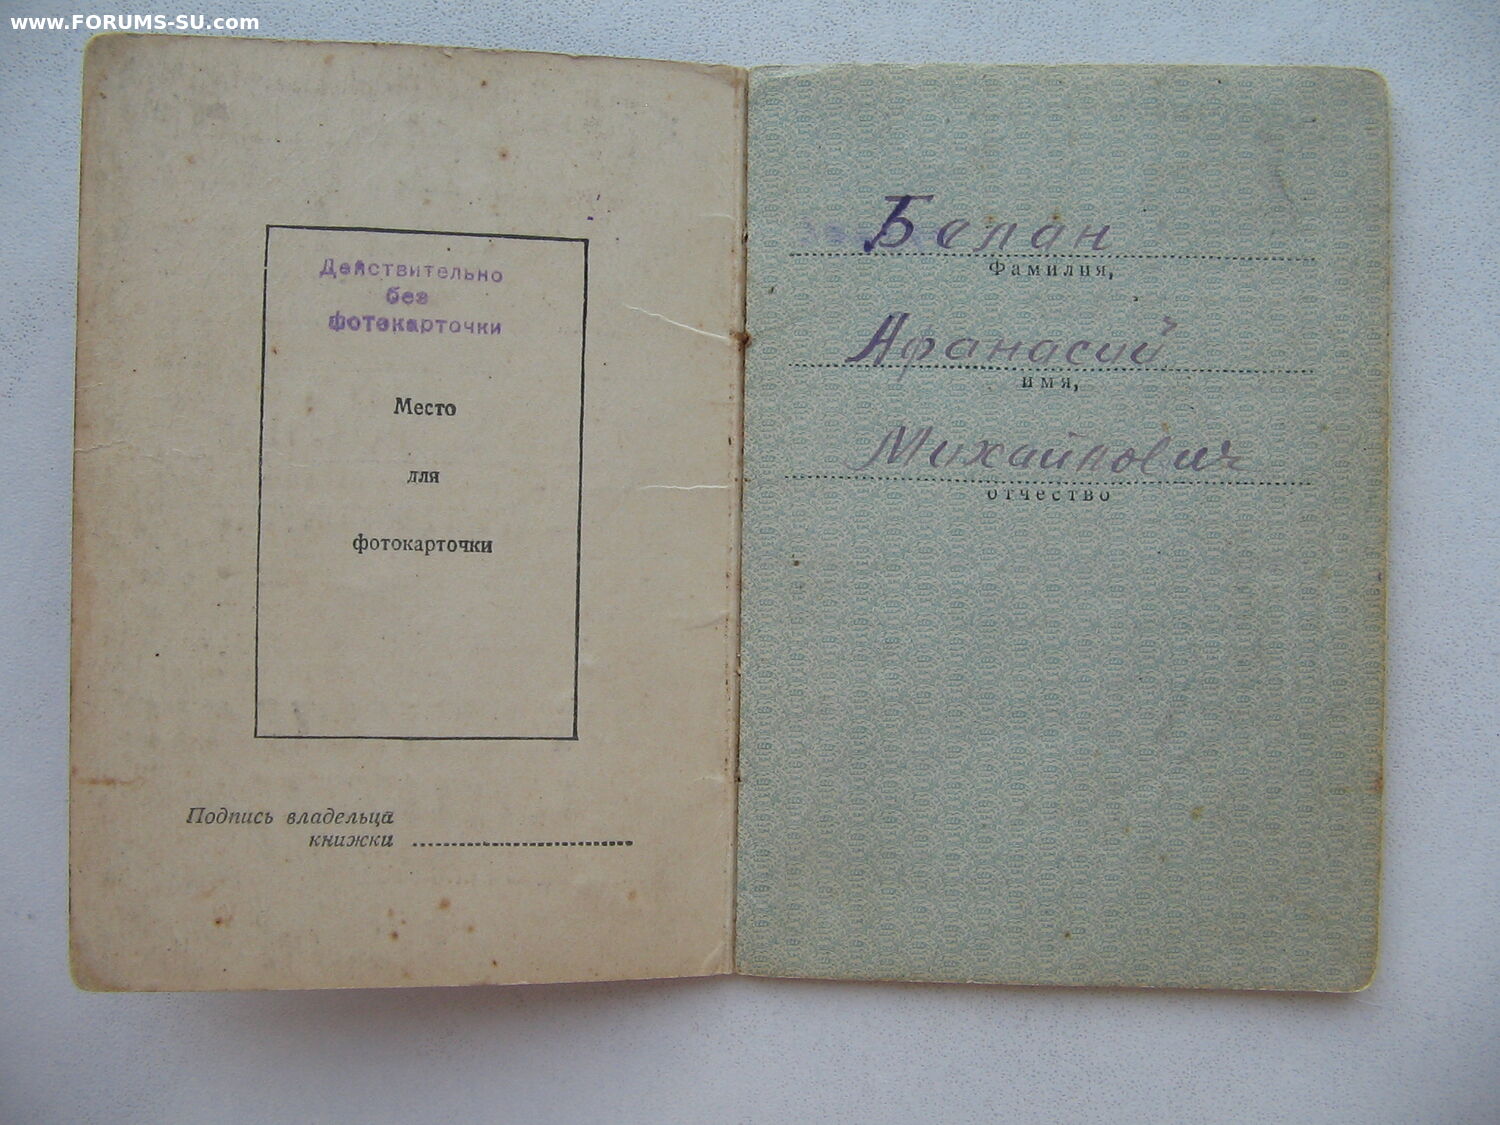 www.FORUMS-SU.com
Действительно
без
фотокарточки
Место
для
фотокарточки
Подпись владельца
книжки
Белан
Фамилия,
Афанасий
имя,
Михайлович
отчество